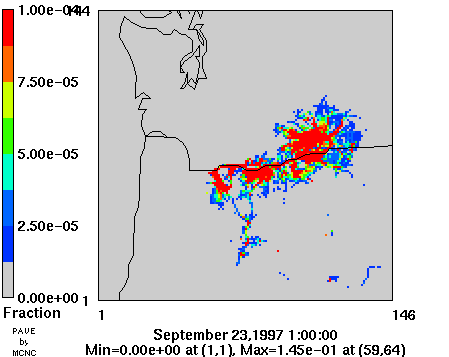 1.00e-04
144
7.50e-05
5.00e-05
2.50e-05
0.00e+00
1
Fraction
1
146
PAVE
by
MCNC
September 23,1997 1:00:00
Min=0.00e+00 at (1,1), Max=1.45e-01 at (59,64)